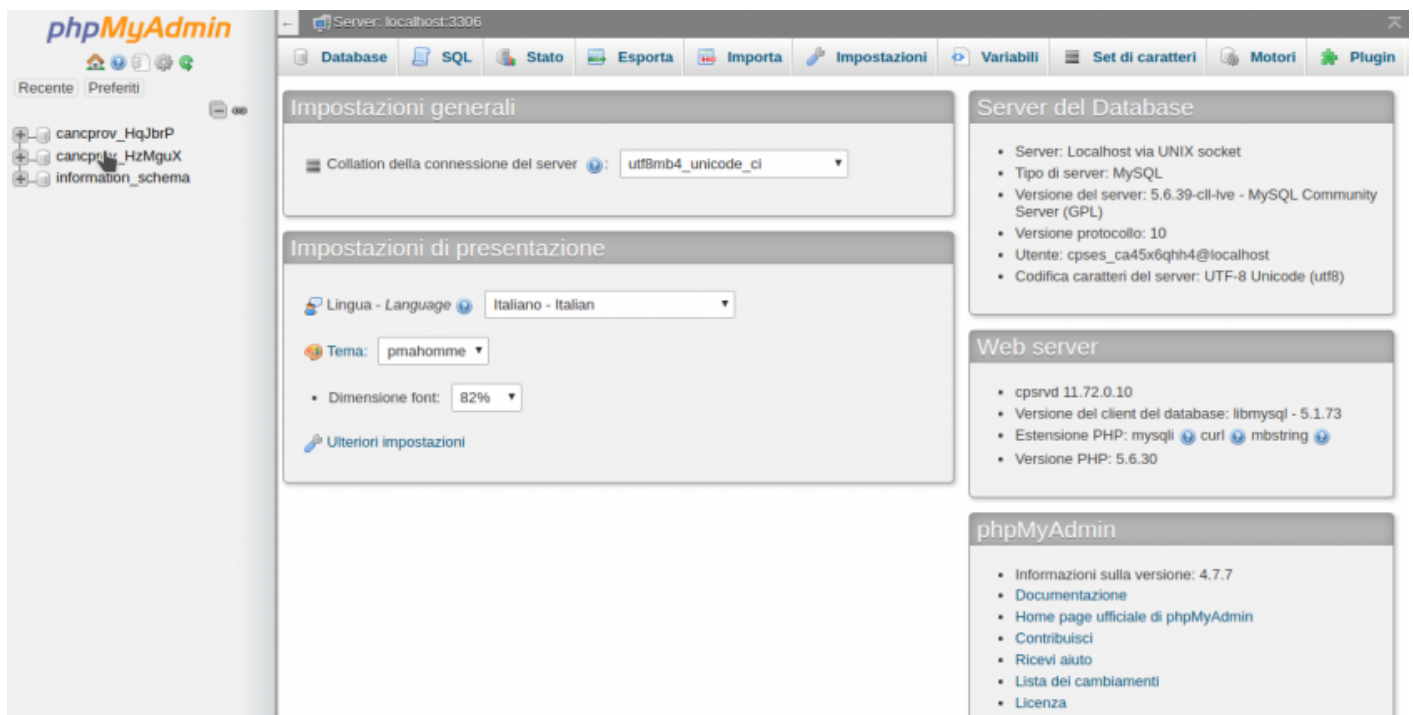 phpMyAdmin
Recente Preferiti
cancprov_HqJbrP
cancprov_HzMguX
information_schema
Server: localhost:3306
Database SQL Stato Esporta Importa Impostazioni Variabili Set di caratteri Motori Plugin
Impostazioni generali
Collation della connessione del server : utf8mb4_unicode_ci
Impostazioni di presentazione
Lingua - Language Italiano - Italian
Tema: pmahomme
• Dimensione font: 82%
Ulteriori impostazioni
Server del Database
• Server: Localhost via UNIX socket
• Tipo di server: MySQL
• Versione del server: 5.6.39-cll-lve - MySQL Community
Server (GPL)
• Versione protocollo: 10
• Utente: cpses_ca45x6qhh4@localhost
• Codifica caratteri del server: UTF-8 Unicode (utf8)
Web server
• cpsrvd 11.72.0.10
• Versione del client del database: libmysql - 5.1.73
• Estensione PHP: mysqli curl mbstring
• Versione PHP: 5.6.30
phpMyAdmin
• Informazioni sulla versione: 4.7.7
• Documentazione
• Home page ufficiale di phpMyAdmin
• Contribuisci
• Ricevi aiuto
• Lista dei cambiamenti
• Licenza